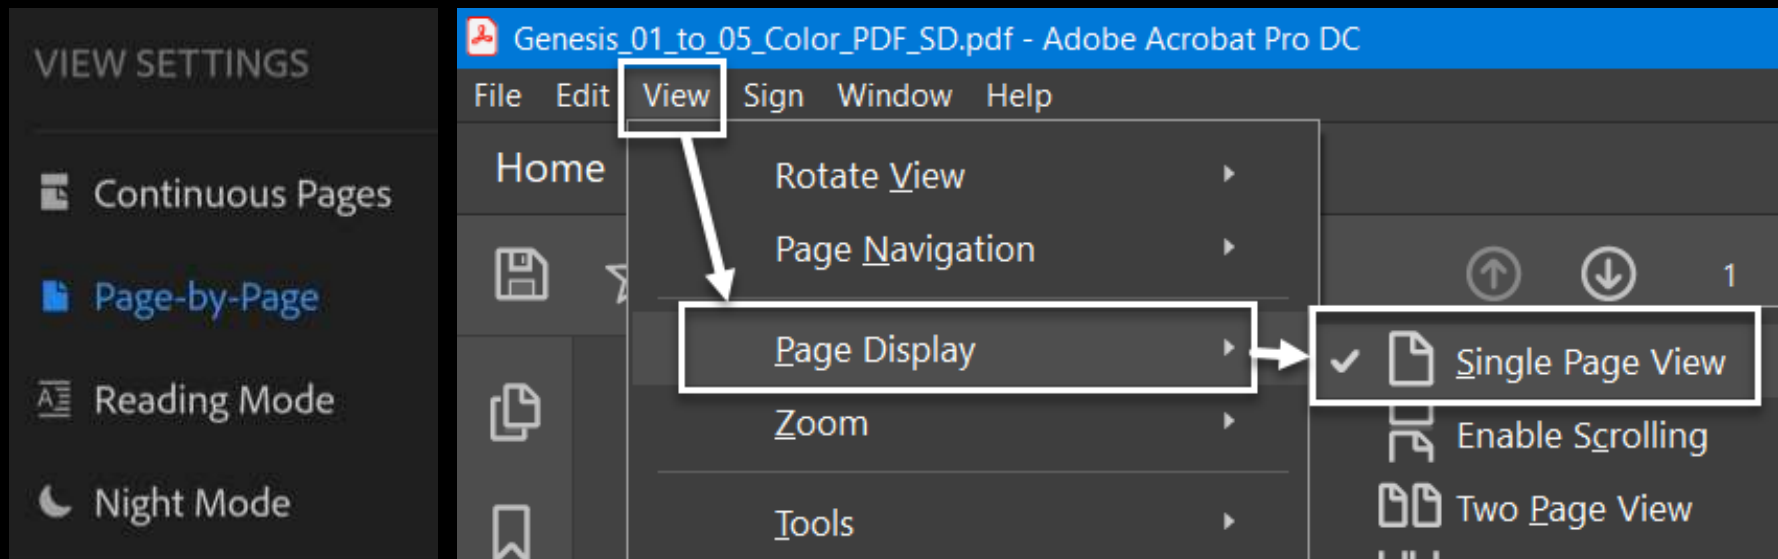 VIEW SETTINGS
Continuous Pages
Page-by-Page
Reading Mode
Night Mode
Genesis_01_to_05_Color_PDF_SD.pdf - Adobe Acrobat Pro DC
File Edit View Sign Window Help
Home
Rotate View
Page Navigation
1
Page Display
Single Page View
Zoom
Enable Scrolling
Two Page View
Tools